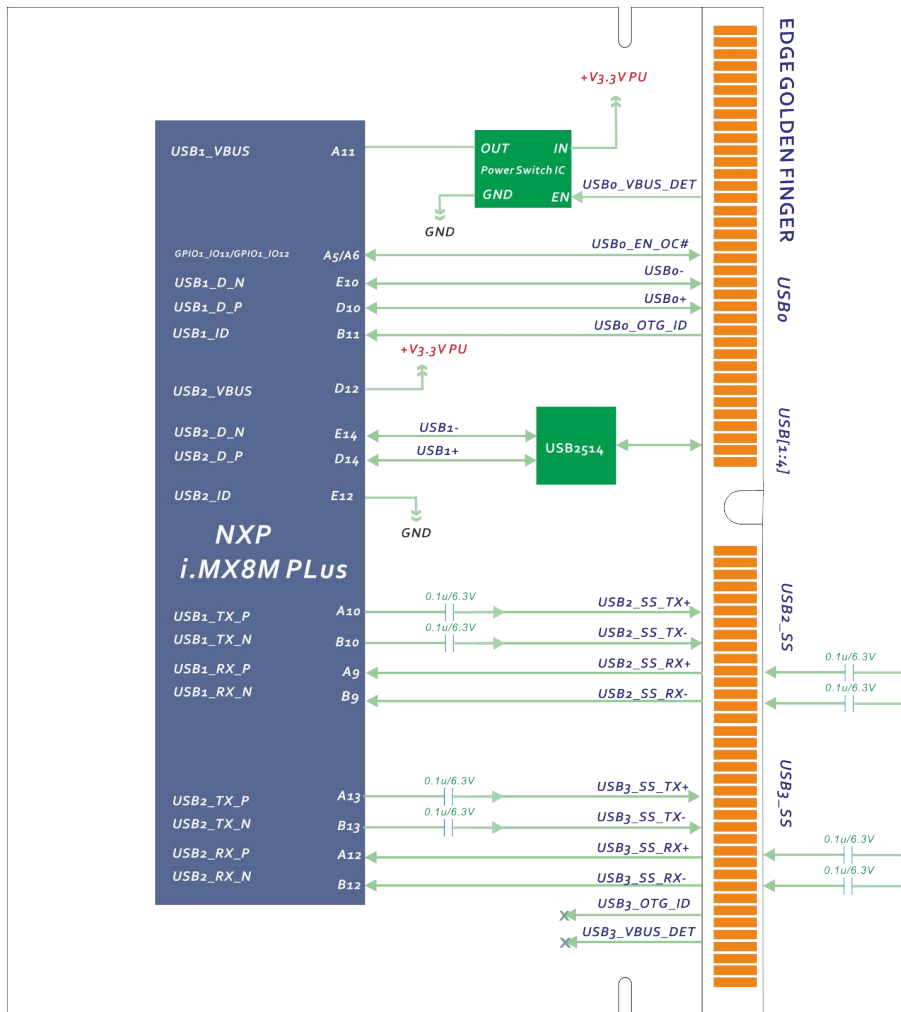 EDGE GOLDEN FINGER
+V3.3V PU
USB1_VBUS A11
OUT IN
Power Switch IC
GND EN
USB0_VBUS_DET
GND
GPIO1_IO11/GPIO1_IO12 A5/A6 USB0_EN_OC#
USB1_D_N E10 USB0-
USB1_D_P D10 USB0+
USB1_ID B11 USB0_OTG_ID
USB0
+V3.3V PU
USB2_VBUS D12
USB2_D_N E14 USB1-
USB2_D_P D14 USB1+
USB2514
USB[1:4]
USB2_ID E12
GND
NXP
i.MX8M PLus
USB1_TX_P A10 0.1u/6.3V USB2_SS_TX+
USB1_TX_N B10 0.1u/6.3V USB2_SS_TX-
USB1_RX_P A9 USB2_SS_RX+ 0.1u/6.3V
USB1_RX_N B9 USB2_SS_RX- 0.1u/6.3V
USB2_SS
USB2_TX_P A13 0.1u/6.3V USB3_SS_TX+
USB2_TX_N B13 0.1u/6.3V USB3_SS_TX-
USB2_RX_P A12 USB3_SS_RX+ 0.1u/6.3V
USB2_RX_N B12 USB3_SS_RX- 0.1u/6.3V
USB3_SS
X USB3_OTG_ID
X USB3_VBUS_DET